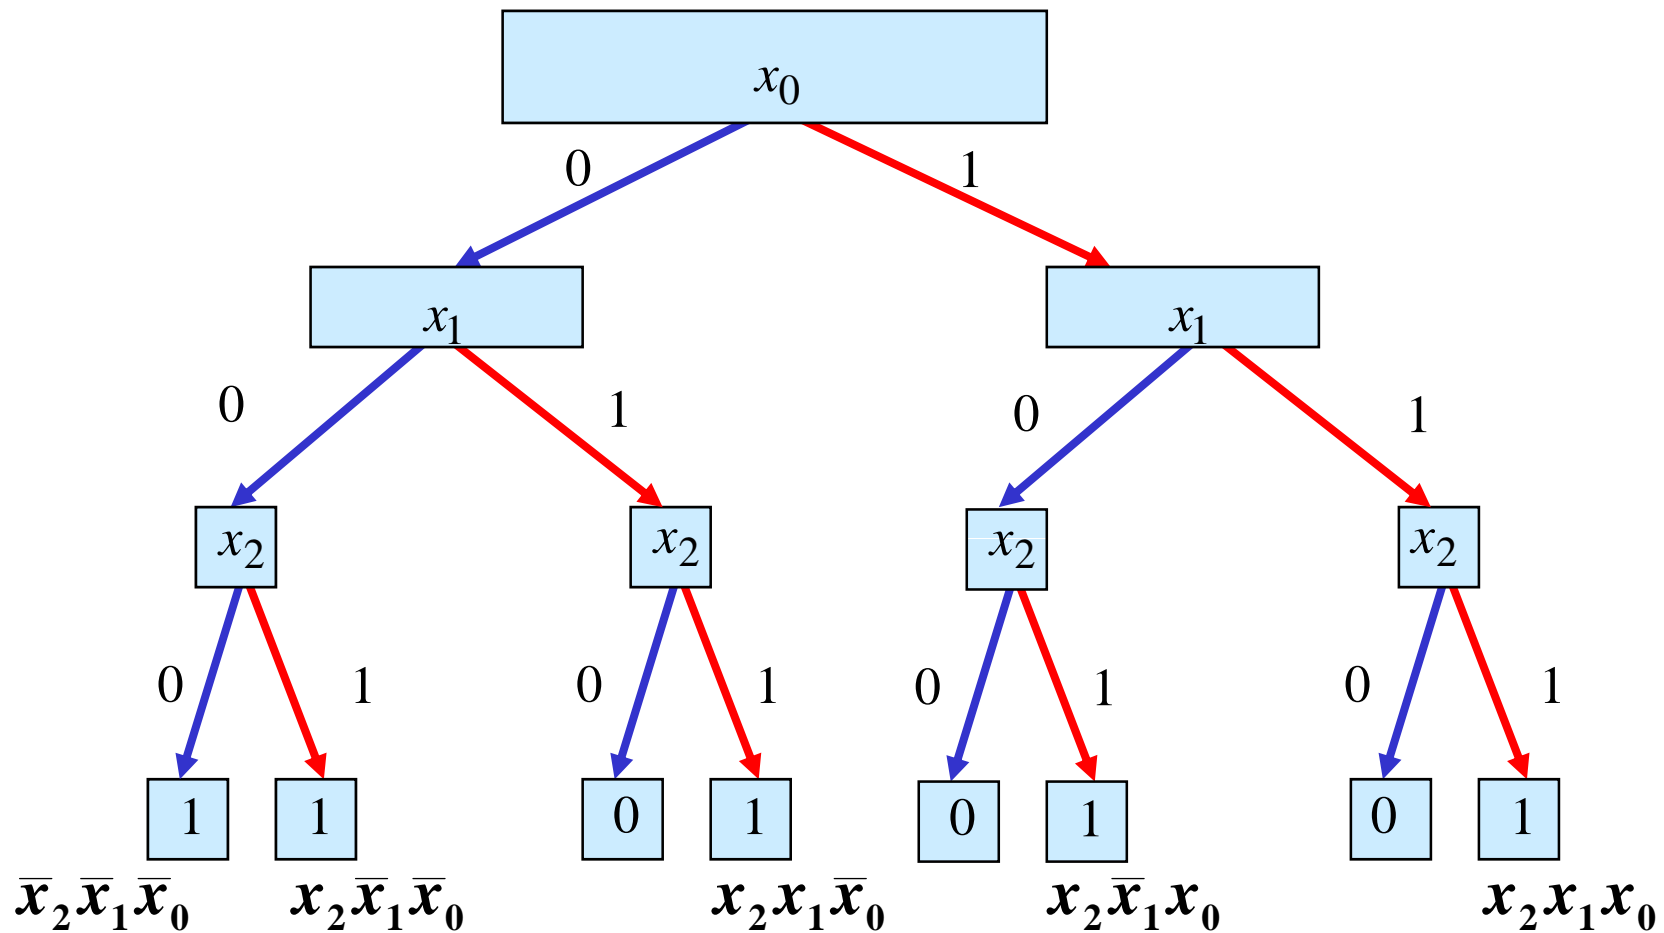 x₀
0 1
x₁ x₁
0 1 0 1
x₂ x₂ x₂ x₂
0 1 0 1 0 1 0 1
1 1 0 1 0 1 0 1
x̅₂x̅₁x̅₀ x₂x̅₁x̅₀ x₂x₁x̅₀ x₂x̅₁x₀ x₂x₁x₀